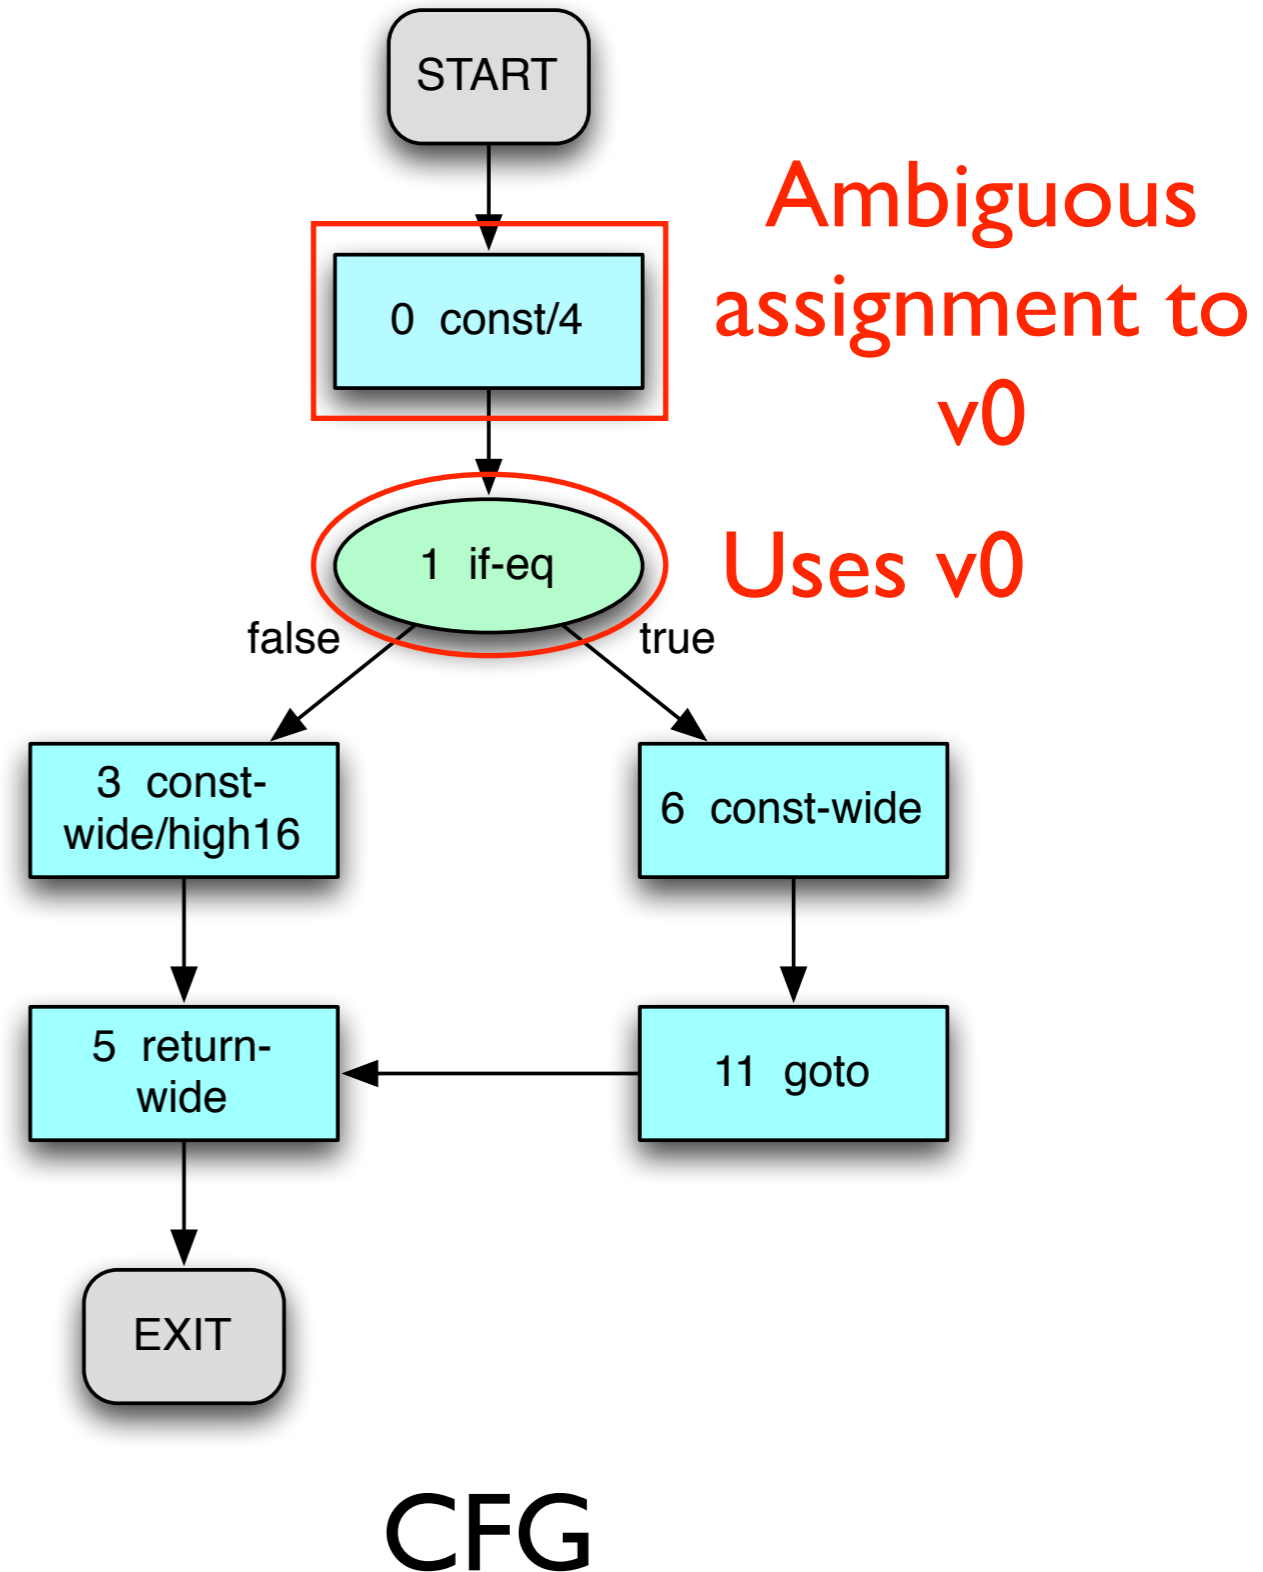 START
Ambiguous
assignment to
v0
0 const/4
1 if-eq
Uses v0
false
true
3 const-
wide/high16
6 const-wide
5 return-
wide
11 goto
EXIT
CFG